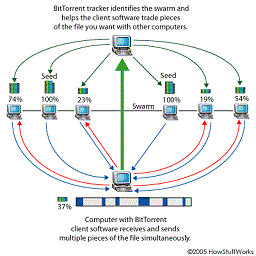 BitTorrent tracker identifies the swarm and
helps the client software trade pieces
of the file you want with other computers.
Seed
Seed
74%
100%
23%
100%
19%
54%
Swarm
37%
Computer with BitTorrent
client software receives and sends
multiple pieces of the file simultaneously.
©2005 HowStuffWorks